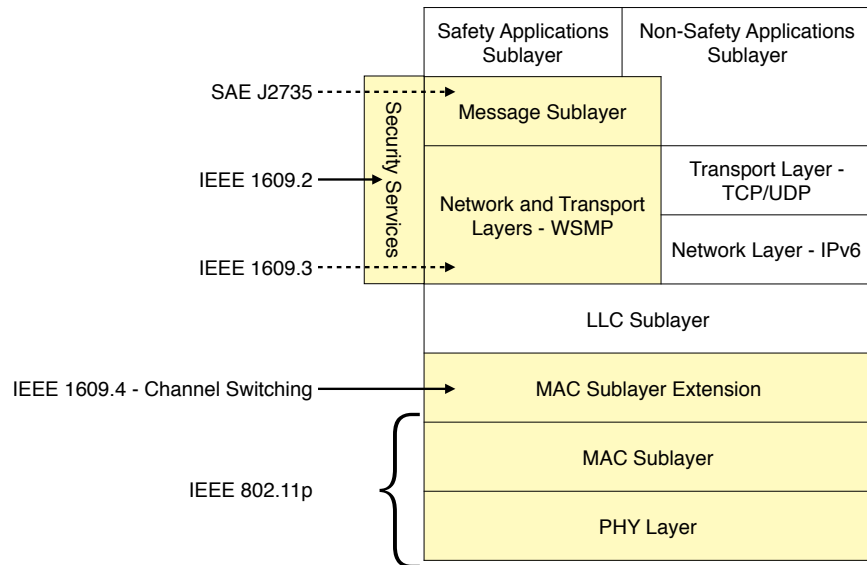 Safety Applications
Sublayer
Non-Safety Applications
Sublayer
SAE J2735
Security Services
Message Sublayer
IEEE 1609.2
Network and Transport
Layers - WSMP
Transport Layer -
TCP/UDP
IEEE 1609.3
Network Layer - IPv6
LLC Sublayer
IEEE 1609.4 - Channel Switching
MAC Sublayer Extension
IEEE 802.11p
MAC Sublayer
PHY Layer